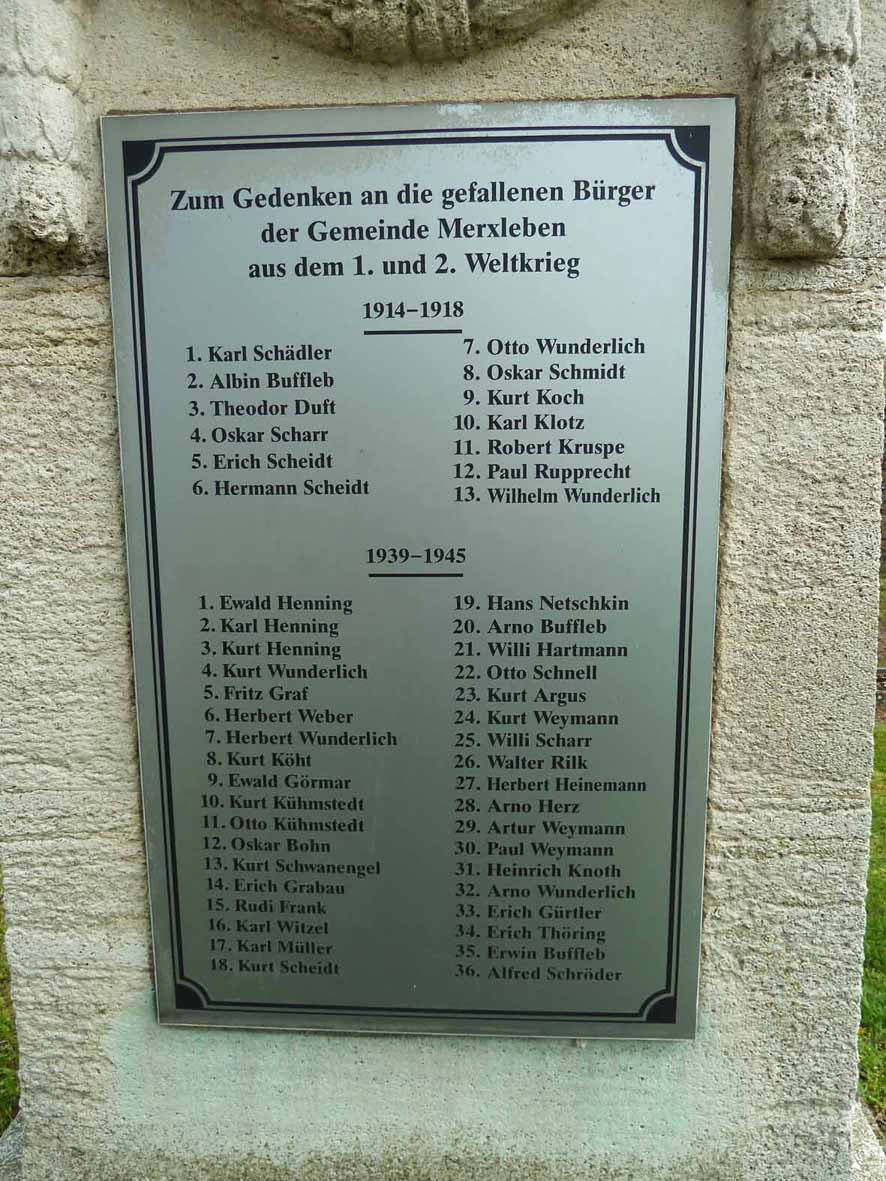 Zum Gedenken an die gefallenen Bürger
der Gemeinde Merxleben
aus dem 1. und 2. Weltkrieg
1914–1918
1. Karl Schädler
2. Albin Buffleb
3. Theodor Duft
4. Oskar Scharr
5. Erich Scheidt
6. Hermann Scheidt
7. Otto Wunderlich
8. Oskar Schmidt
9. Kurt Koch
10. Karl Klotz
11. Robert Kruspe
12. Paul Rupprecht
13. Wilhelm Wunderlich
1939–1945
1. Ewald Henning
2. Karl Henning
3. Kurt Henning
4. Kurt Wunderlich
5. Fritz Graf
6. Herbert Weber
7. Herbert Wunderlich
8. Kurt Köht
9. Ewald Görmar
10. Kurt Kühmstedt
11. Otto Kühmstedt
12. Oskar Bohn
13. Kurt Schwanengel
14. Erich Grabau
15. Rudi Frank
16. Karl Witzel
17. Karl Müller
18. Kurt Scheidt
19. Hans Netschkin
20. Arno Buffleb
21. Willi Hartmann
22. Otto Schnell
23. Kurt Argus
24. Kurt Weymann
25. Willi Scharr
26. Walter Rilk
27. Herbert Heinemann
28. Arno Herz
29. Artur Weymann
30. Paul Weymann
31. Heinrich Knoth
32. Arno Wunderlich
33. Erich Gürtler
34. Erich Thöring
35. Erwin Buffleb
36. Alfred Schröder